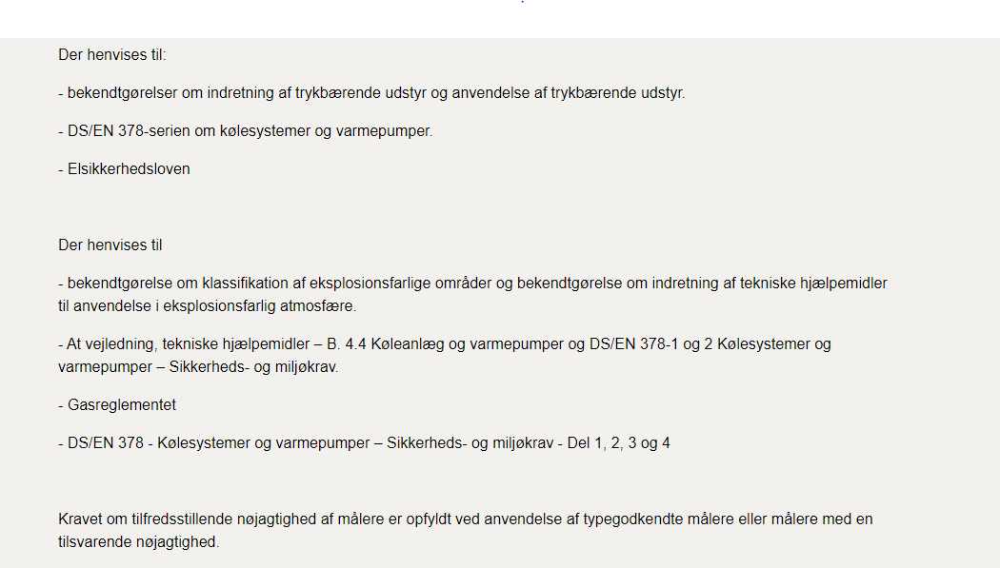 Der henvises til:
- bekendtgørelser om indretning af trykbærende udstyr og anvendelse af trykbærende udstyr.
- DS/EN 378-serien om kølesystemer og varmepumper.
- Elsikkerhedsloven
Der henvises til
- bekendtgørelse om klassifikation af eksplosionsfarlige områder og bekendtgørelse om indretning af tekniske hjælpemidler
til anvendelse i eksplosionsfarlig atmosfære.
- At vejledning, tekniske hjælpemidler – B. 4.4 Køleanlæg og varmepumper og DS/EN 378-1 og 2 Kølesystemer og
varmepumper – Sikkerheds- og miljøkrav.
- Gasreglementet
- DS/EN 378 - Kølesystemer og varmepumper – Sikkerheds- og miljøkrav - Del 1, 2, 3 og 4
Kravet om tilfredsstillende nøjagtighed af målere er opfyldt ved anvendelse af typegodkendte målere eller målere med en
tilsvarende nøjagtighed.